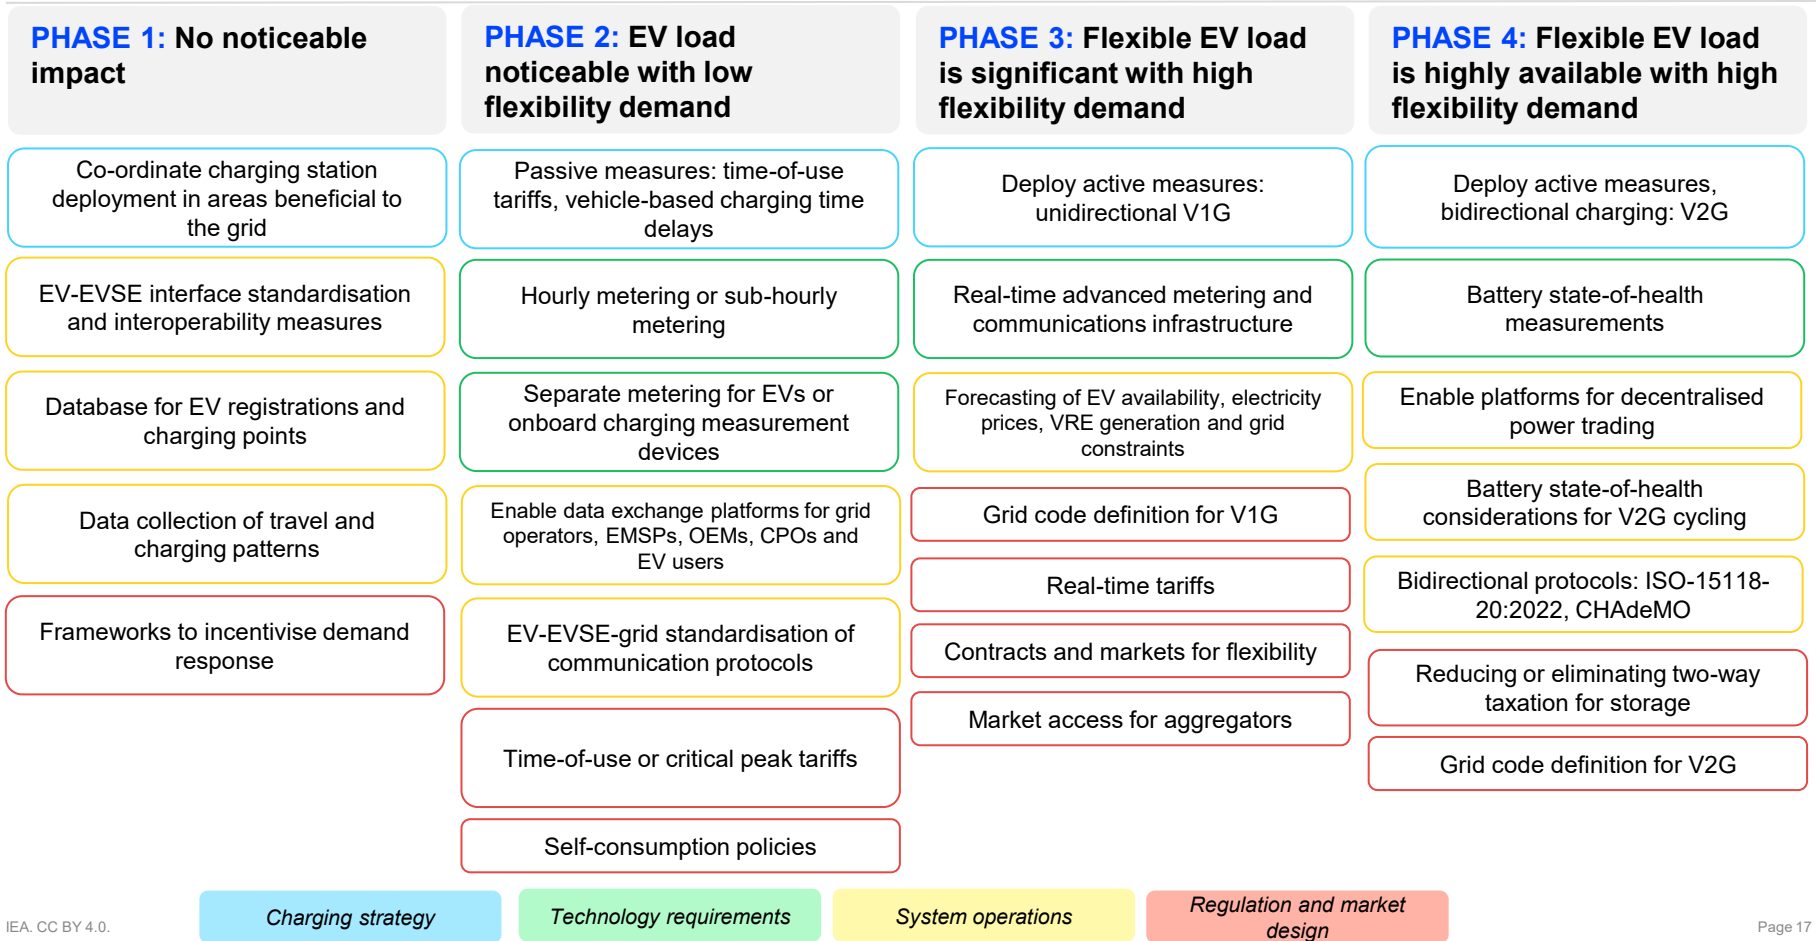 PHASE 1: No noticeable
impact
Co-ordinate charging station
deployment in areas beneficial to
the grid
EV-EVSE interface standardisation
and interoperability measures
Database for EV registrations and
charging points
Data collection of travel and
charging patterns
Frameworks to incentivise demand
response
PHASE 2: EV load
noticeable with low
flexibility demand
Passive measures: time-of-use
tariffs, vehicle-based charging time
delays
Hourly metering or sub-hourly
metering
Separate metering for EVs or
onboard charging measurement
devices
Enable data exchange platforms for grid
operators, EMSPs, OEMs, CPOs and
EV users
EV-EVSE-grid standardisation of
communication protocols
Time-of-use or critical peak tariffs
Self-consumption policies
PHASE 3: Flexible EV load
is significant with high
flexibility demand
Deploy active measures:
unidirectional V1G
Real-time advanced metering and
communications infrastructure
Forecasting of EV availability, electricity
prices, VRE generation and grid
constraints
Grid code definition for V1G
Real-time tariffs
Contracts and markets for flexibility
Market access for aggregators
PHASE 4: Flexible EV load
is highly available with high
flexibility demand
Deploy active measures,
bidirectional charging: V2G
Battery state-of-health
measurements
Enable platforms for decentralised
power trading
Battery state-of-health
considerations for V2G cycling
Bidirectional protocols: ISO-15118-
20:2022, CHAdeMO
Reducing or eliminating two-way
taxation for storage
Grid code definition for V2G
Charging strategy
Technology requirements
System operations
Regulation and market
design
IEA. CC BY 4.0.
Page 17